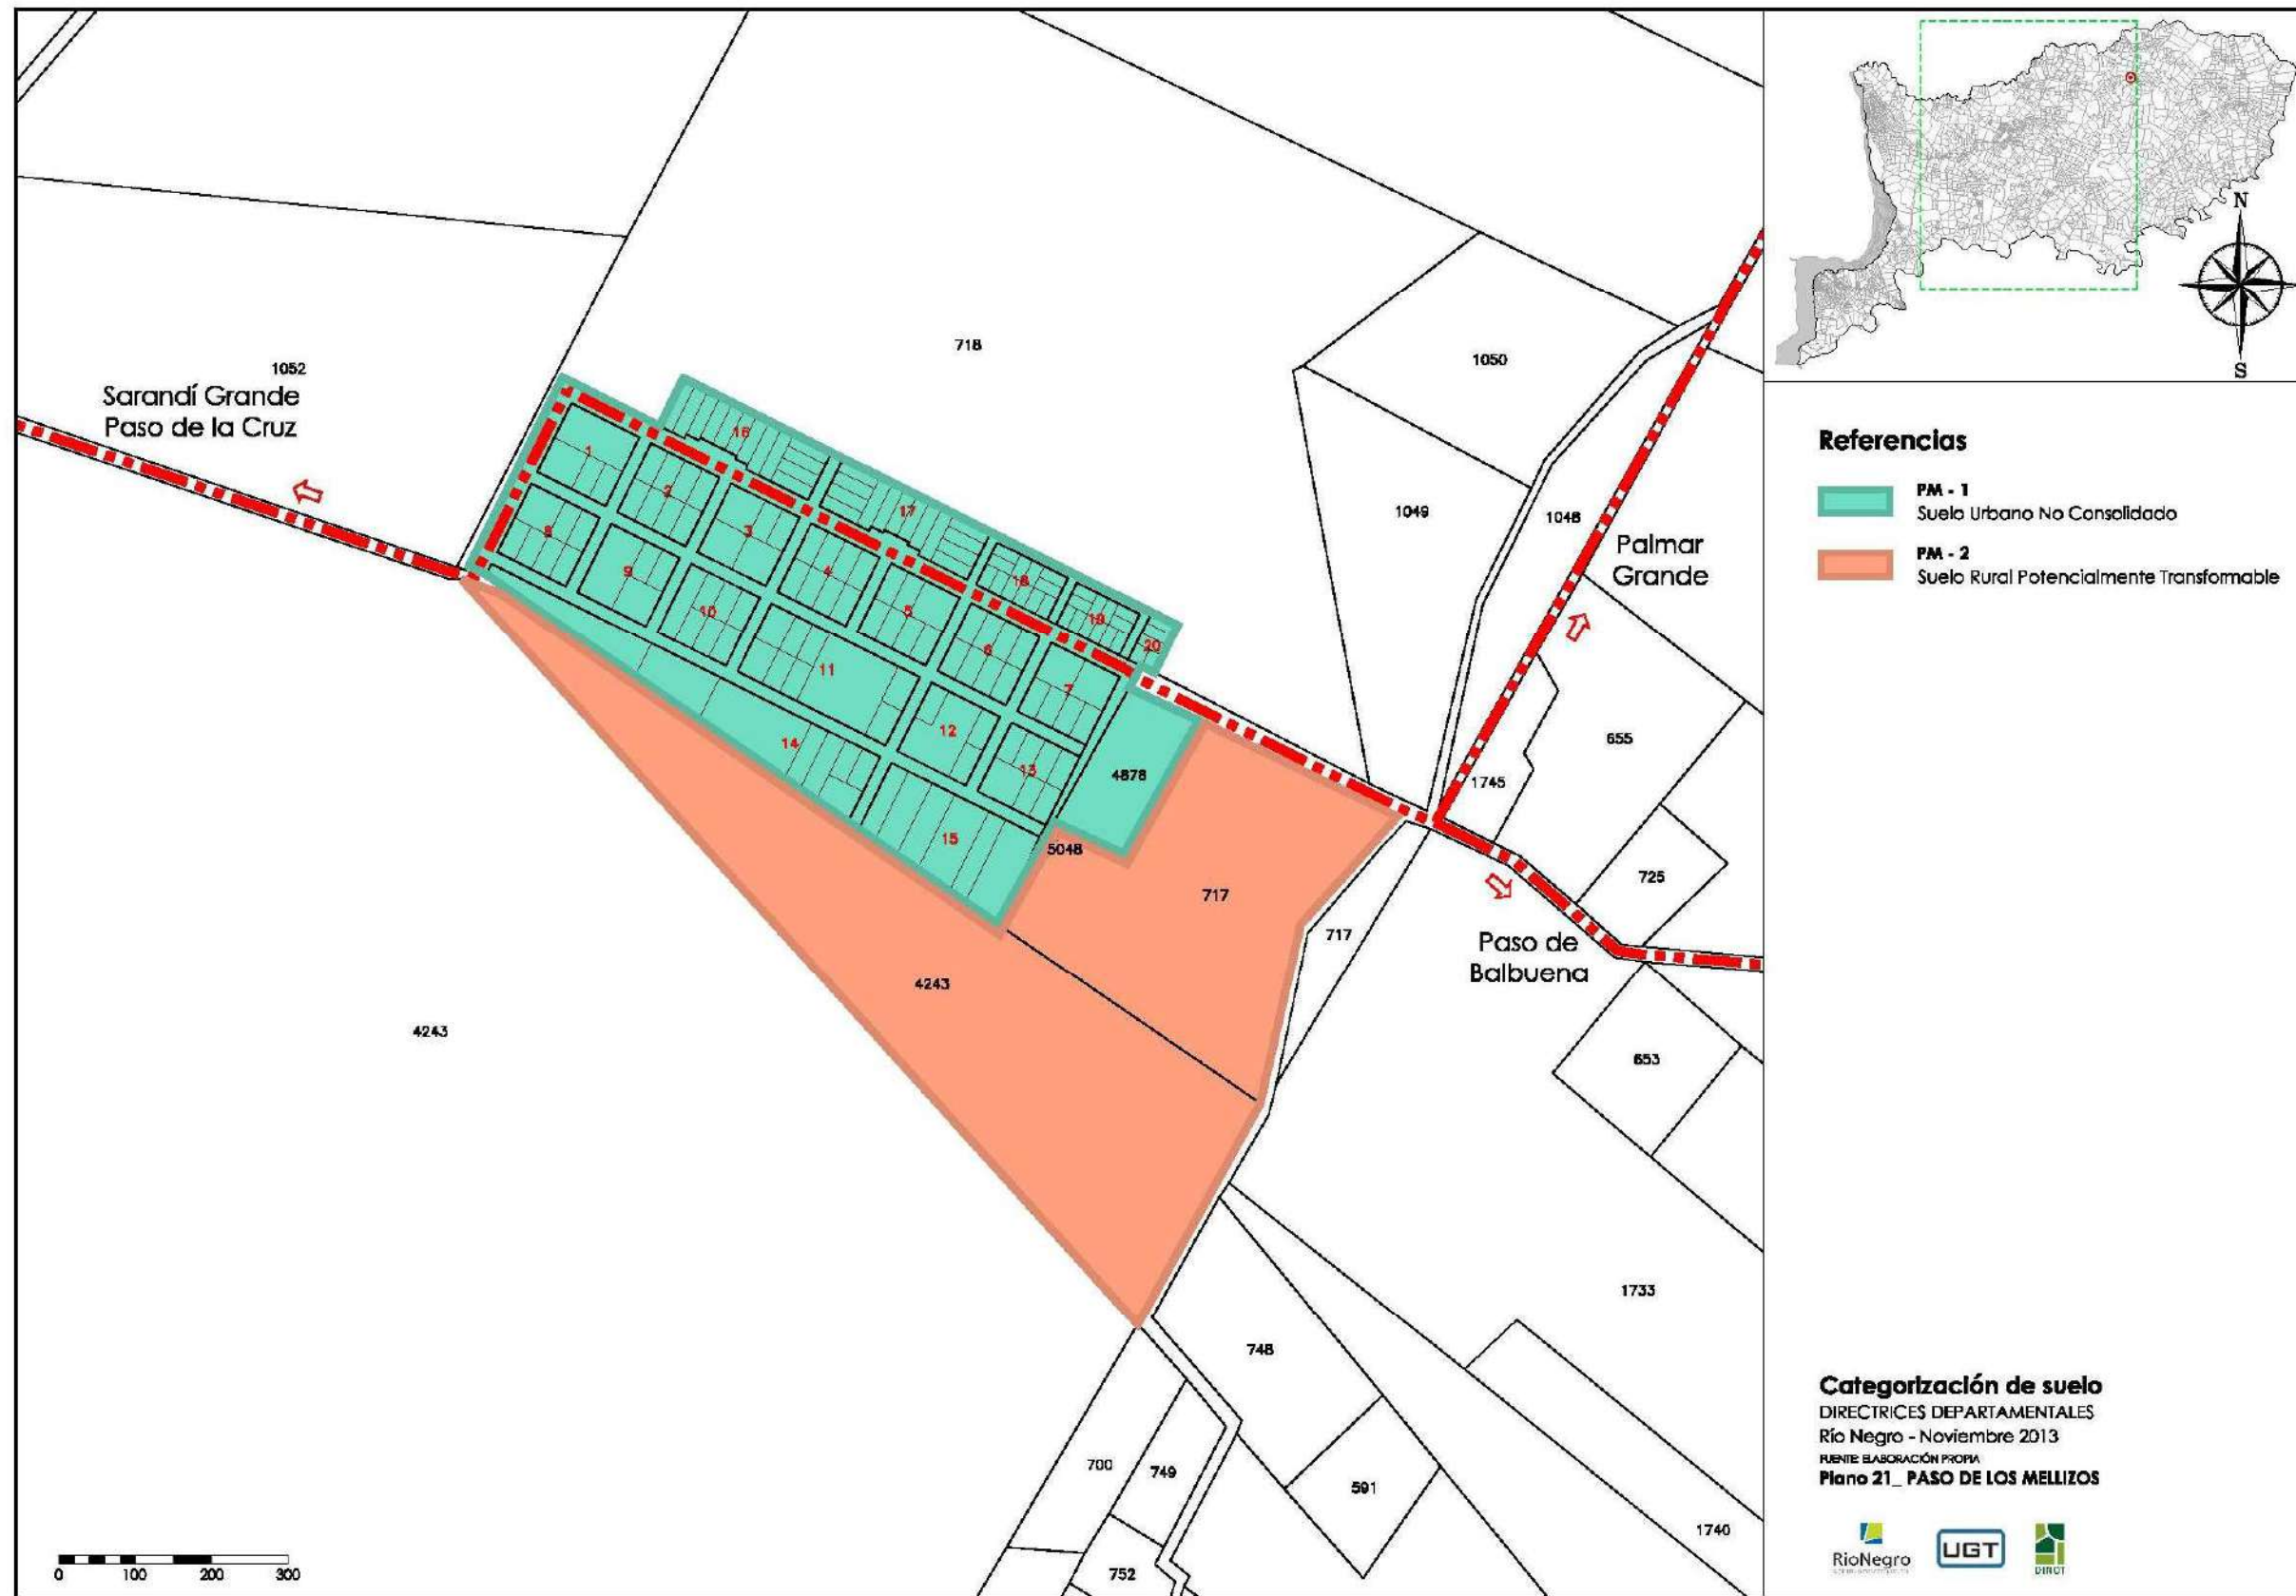 N
S
1052
Sarandí Grande
Paso de la Cruz
718
1050
1049
1048
Palmar
Grande
1745
655
725
717
Paso de
Balbuena
653
1733
1740
748
591
700
749
752
4243
4243
717
5048
4878
1
2
3
4
5
6
7
8
9
10
11
12
13
14
15
16
17
18
19
20
0 100 200 300
Referencias
PM - 1
Suelo Urbano No Consolidado
PM - 2
Suelo Rural Potencialmente Transformable
Categorización de suelo
DIRECTRICES DEPARTAMENTALES
Río Negro - Noviembre 2013
FUENTE: ELABORACIÓN PROPIA
Plano 21_ PASO DE LOS MELLIZOS
RioNegro
UGT
DINOT